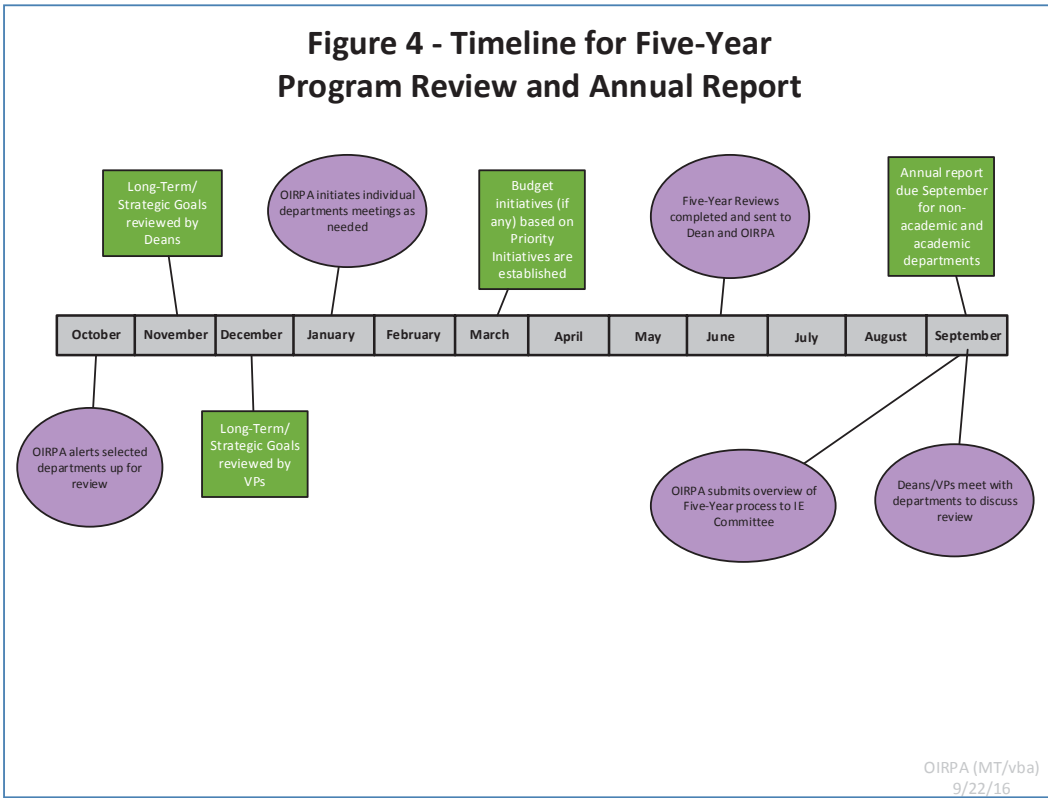 Figure 4 - Timeline for Five-Year
Program Review and Annual Report
Long-Term/
Strategic Goals
reviewed by
Deans
OIRPA initiates individual
departments meetings as
needed
Budget
initiatives (if
any) based on
Priority
Initiatives are
established
Five-Year Reviews
completed and sent to
Dean and OIRPA
Annual report
due September
for non-
academic and
academic
departments
October November December January February March April May June July August September
OIRPA alerts selected
departments up for
review
Long-Term/
Strategic Goals
reviewed by
VPs
OIRPA submits overview of
Five-Year process to IE
Committee
Deans/VPs meet with
departments to discuss
review
OIRPA (MT/vba)
9/22/16